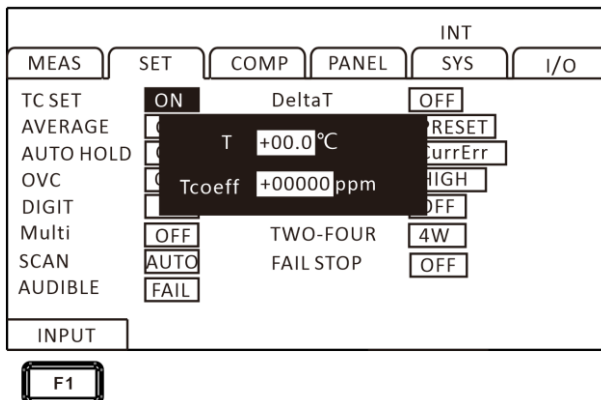 INT
MEAS SET COMP PANEL SYS I/O
TC SET ON DeltaT OFF
AVERAGE PRESET
AUTO HOLD CurrErr
OVC HIGH
T +00.0 °C
Tcoeff +00000 ppm
DIGIT OFF
Multi OFF TWO-FOUR 4W
SCAN AUTO FAIL STOP OFF
AUDIBLE FAIL
INPUT
F1